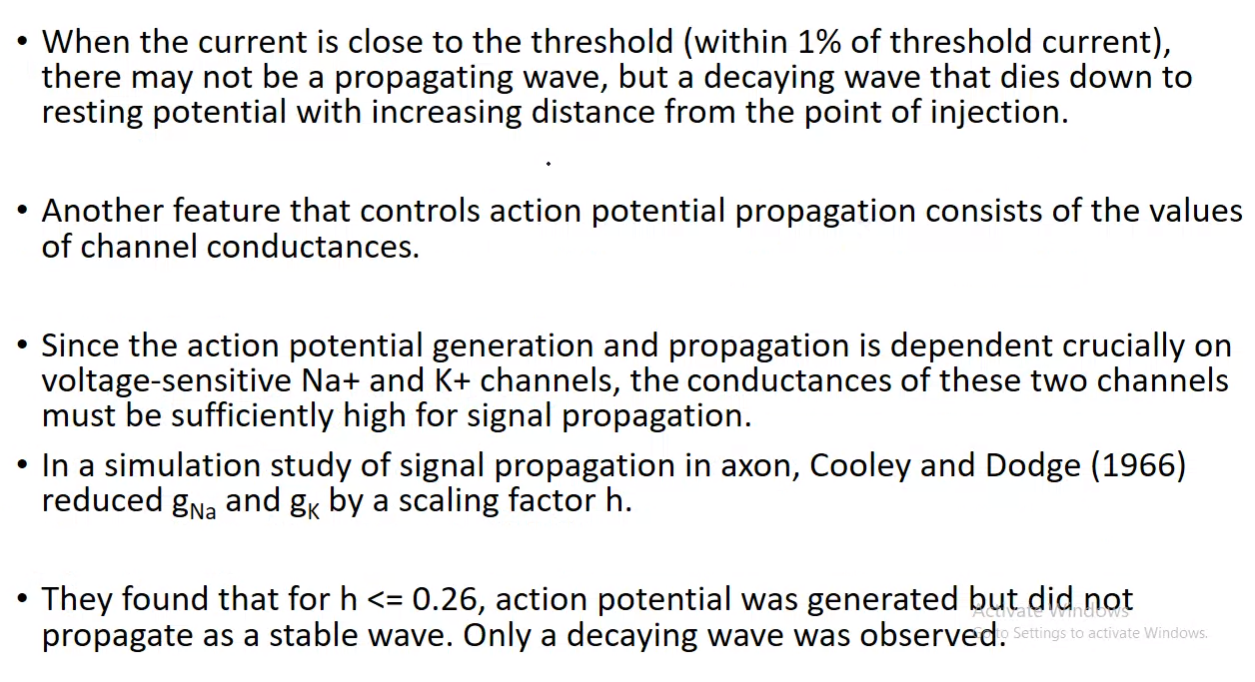 • When the current is close to the threshold (within 1% of threshold current),
there may not be a propagating wave, but a decaying wave that dies down to
resting potential with increasing distance from the point of injection.
• Another feature that controls action potential propagation consists of the values
of channel conductances.
• Since the action potential generation and propagation is dependent crucially on
voltage-sensitive Na+ and K+ channels, the conductances of these two channels
must be sufficiently high for signal propagation.
• In a simulation study of signal propagation in axon, Cooley and Dodge (1966)
reduced gNa and gK by a scaling factor h.
• They found that for h <= 0.26, action potential was generated but did not
propagate as a stable wave. Only a decaying wave was observed.
Activate Windows
Go to Settings to activate Windows.